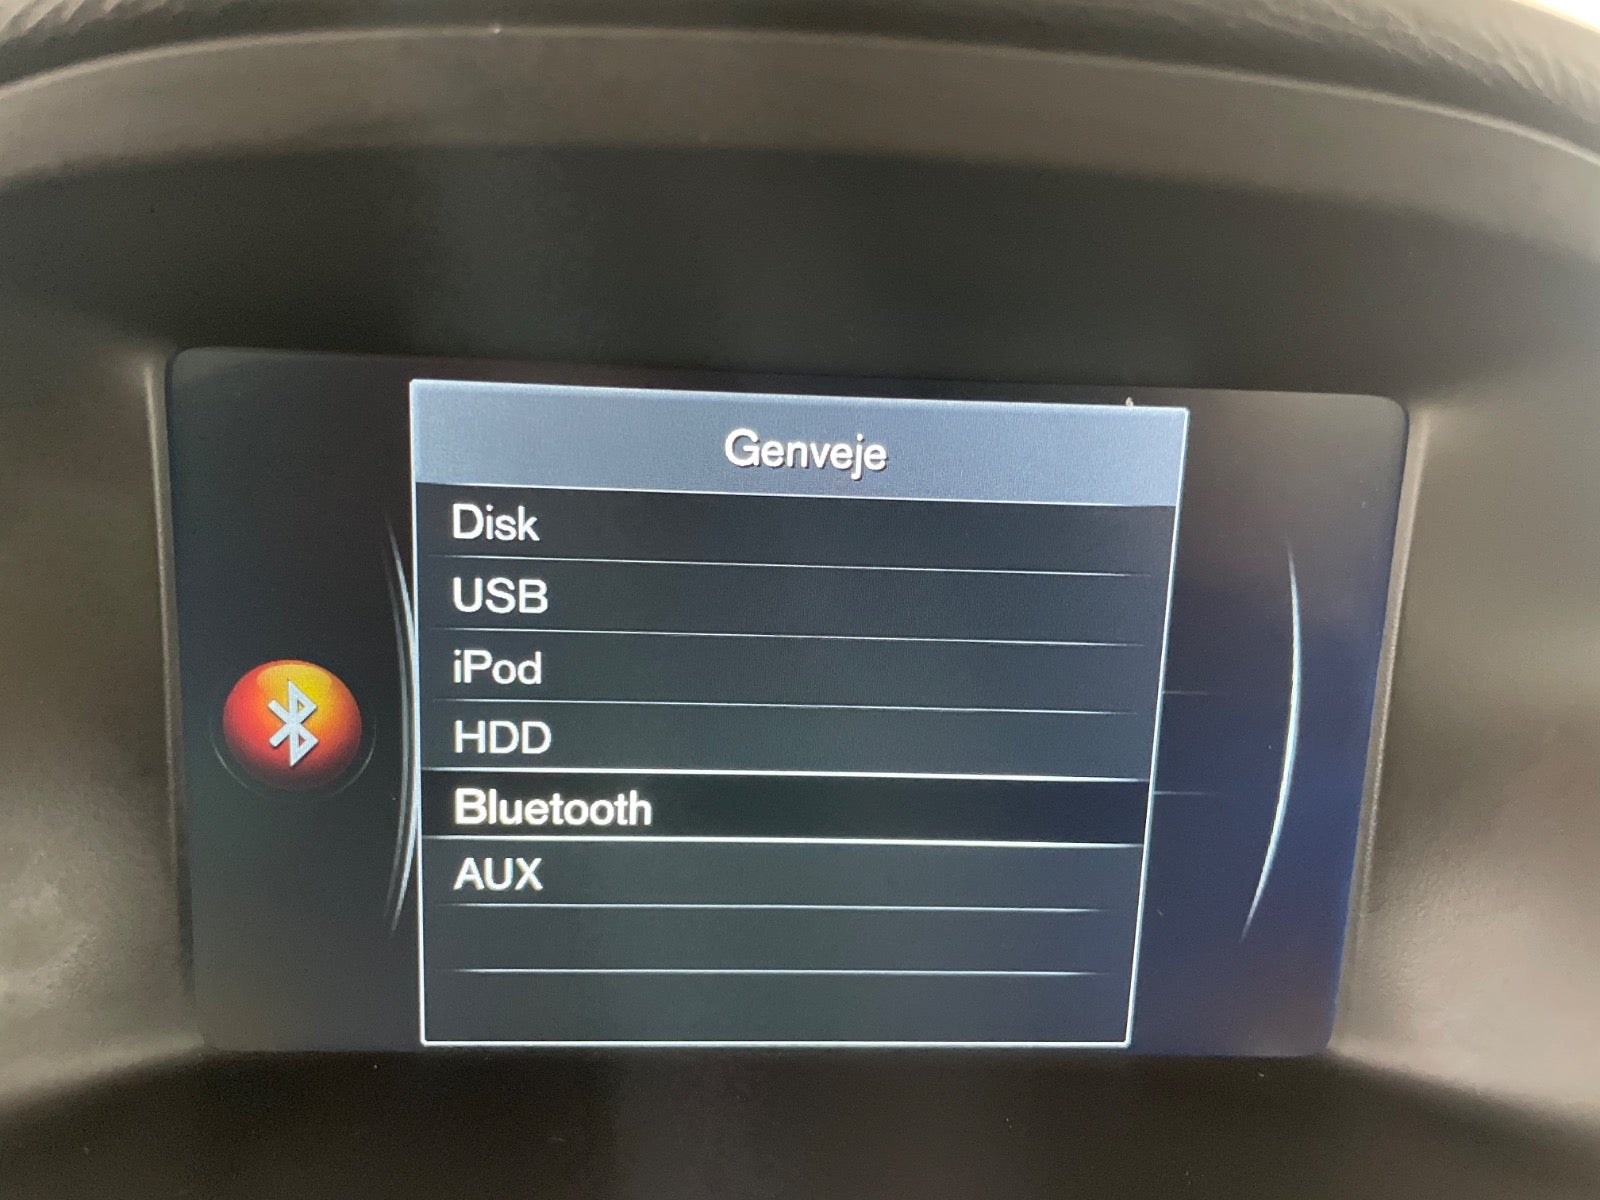 Genveje
Disk
USB
iPod
HDD
Bluetooth
AUX